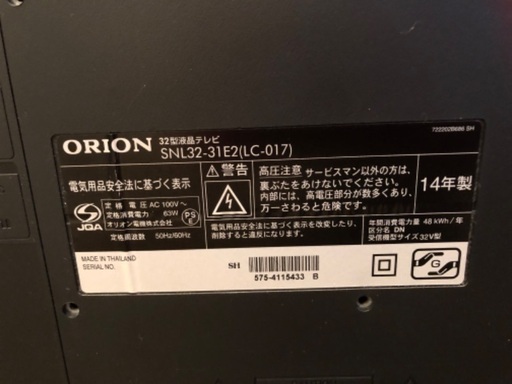 722202B686 SH
ORION 32型液晶テレビ
SNL32-31E2(LC-017)
電気用品安全法に基づく表示
定格電圧 AC 100V
定格消費電力 63W
オリオン電機株式会社
JQA
PS
E
定格周波数 50Hz/60Hz
警告
高圧注意 サービスマン以外の方は、
裏ぶたをあけないでください。
内部には、高電圧部分が数多くあり、
万一さわると危険です。
電気用品安全法に基づく表示を改変したり、
削除すると違反になります。
14年製
年間消費電力量 48 kWh/年
区分名 DN
受信機型サイズ 32V型
MADE IN THAILAND
SERIAL NO.
SH
575-4115433 B
G